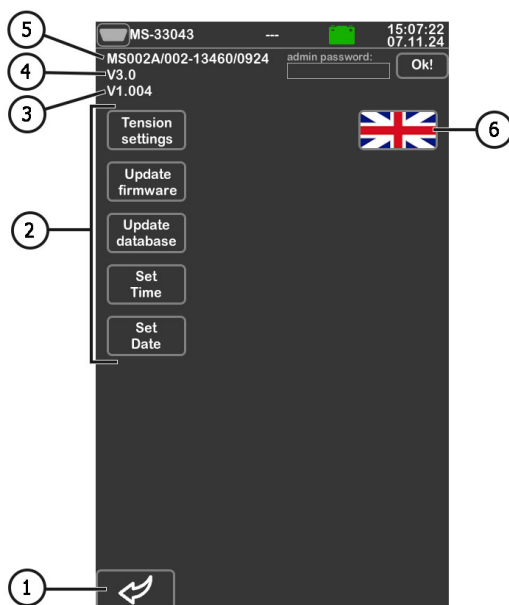 MS-33043 --- 15:07:22
07.11.24
5 MS002A/002-13460/0924 admin password: Ok!
4 V3.0
3 V1.004
Tension
settings
6
Update
firmware
2
Update
database
Set
Time
Set
Date
1